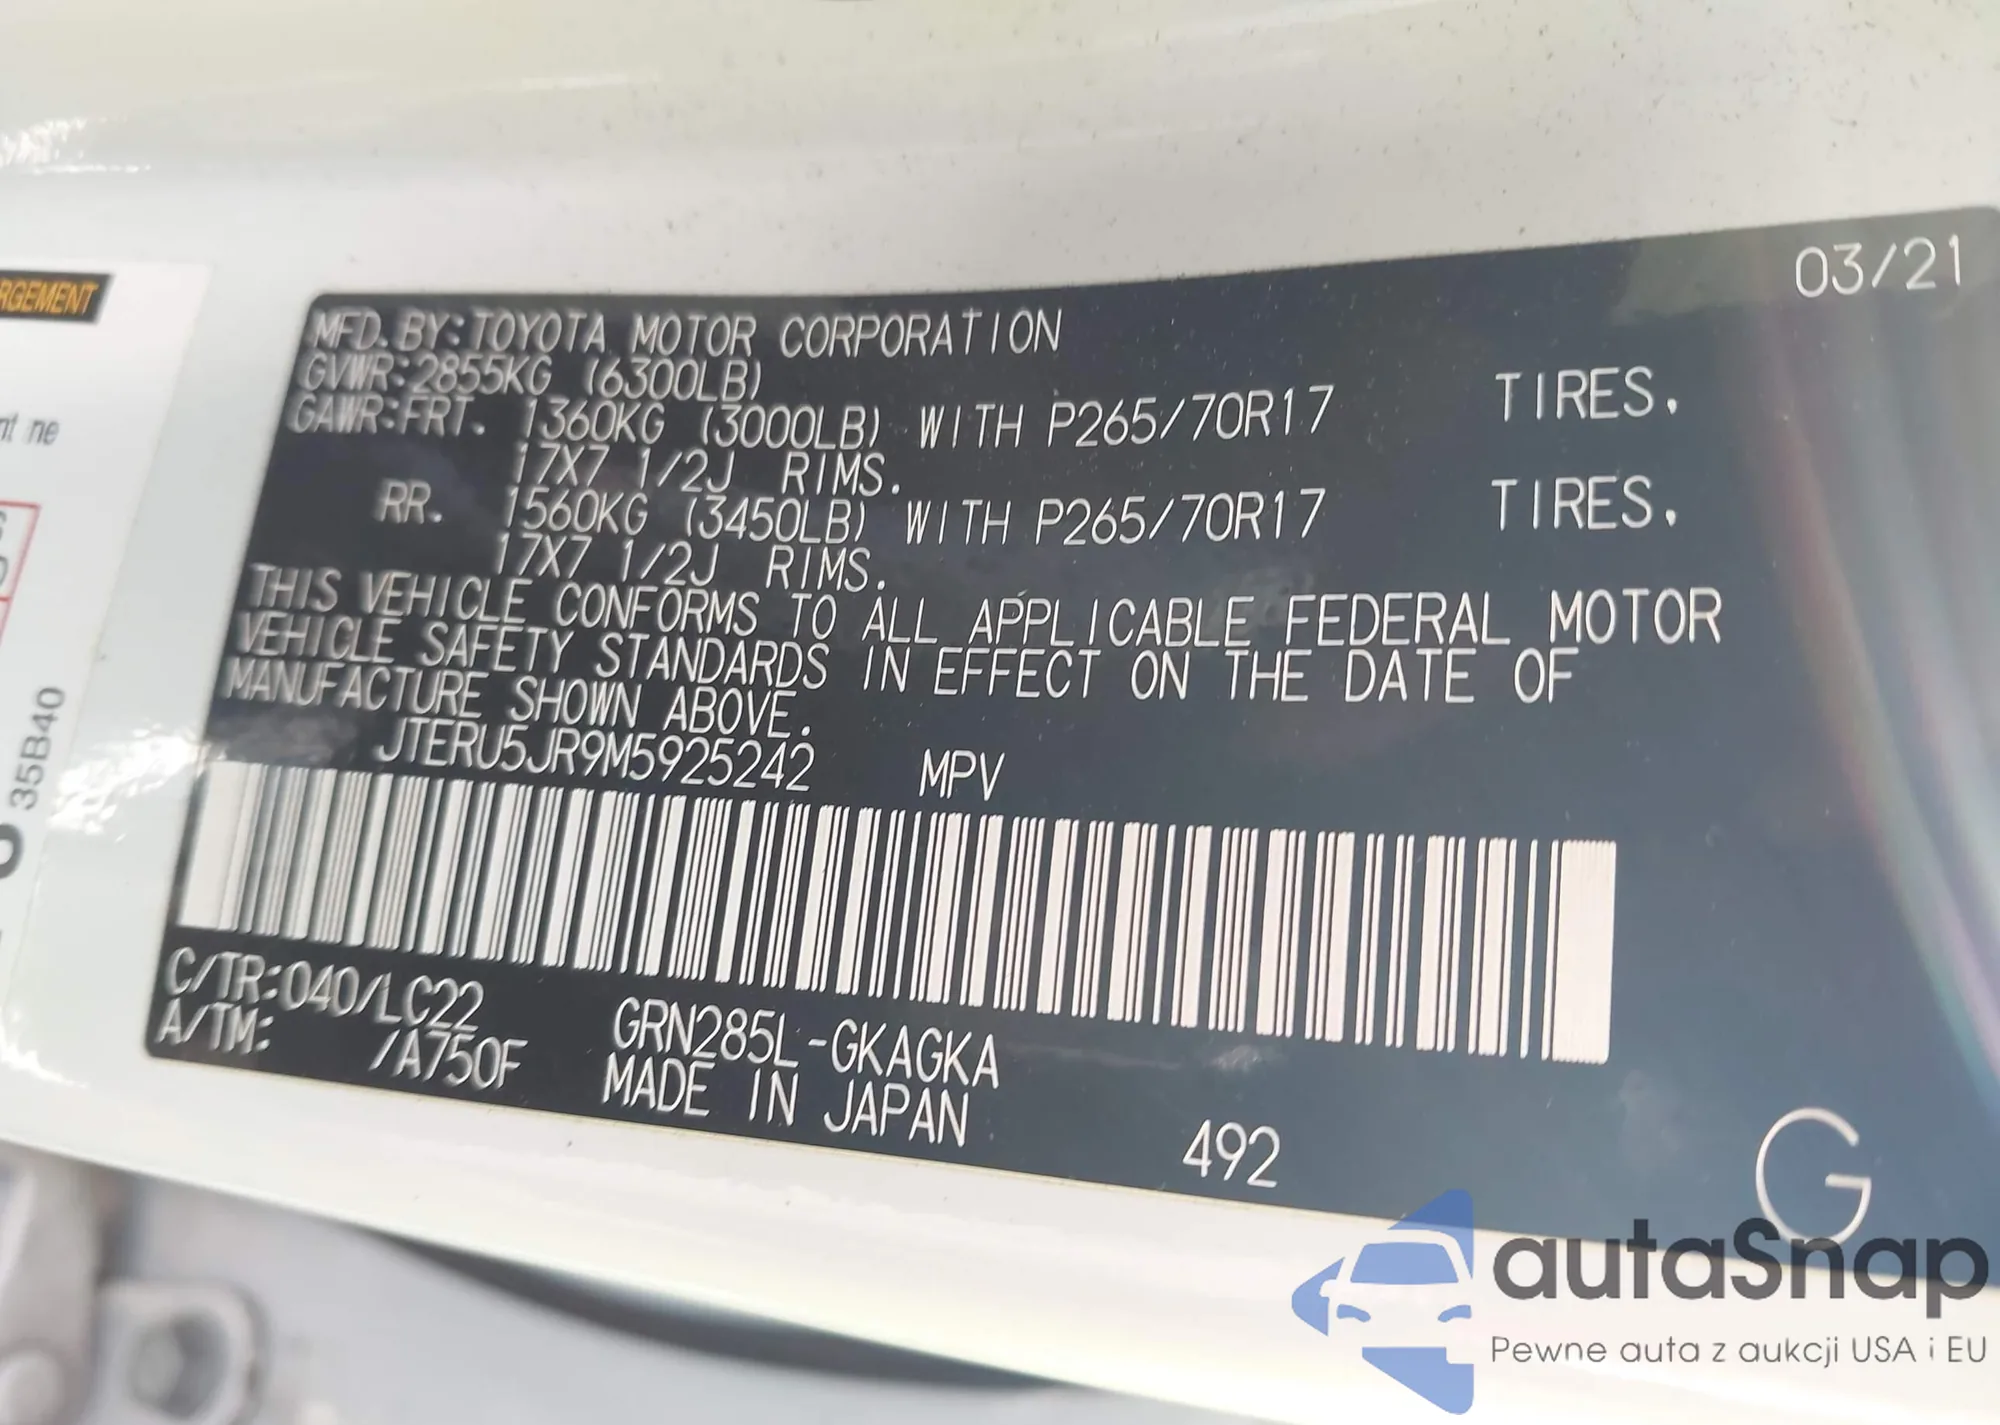 03/21
MFD. BY: TOYOTA MOTOR CORPORATION
GVWR: 2855KG (6300LB)
GAWR: FRT. 1360KG (3000LB) WITH P265/70R17 TIRES,
17X7 1/2J RIMS.
RR. 1560KG (3450LB) WITH P265/70R17 TIRES,
17X7 1/2J RIMS.
THIS VEHICLE CONFORMS TO ALL APPLICABLE FEDERAL MOTOR
VEHICLE SAFETY STANDARDS IN EFFECT ON THE DATE OF
MANUFACTURE SHOWN ABOVE.
JTERU5JR9M5925242 MPV
C/TR: 040/LC22 GRN285L-GKAGKA
A/TM: /A750F MADE IN JAPAN
492
G
RGEMENT
nt ne
35B40
autaSnap
Pewne auta z aukcji USA i EU